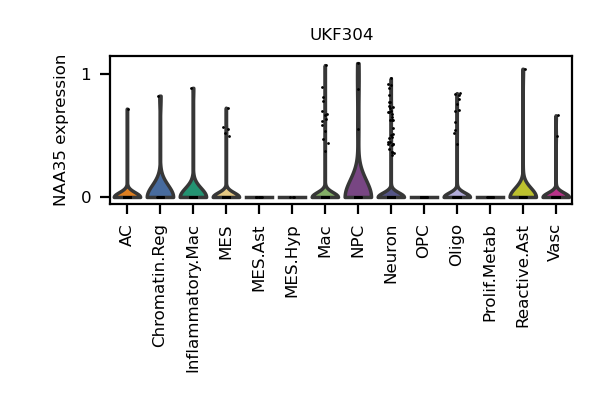 UKF304
NAA35 expression
1
0
AC
Chromatin.Reg
Inflammatory.Mac
MES
MES.Ast
MES.Hyp
Mac
NPC
Neuron
OPC
Oligo
Prolif.Metab
Reactive.Ast
Vasc